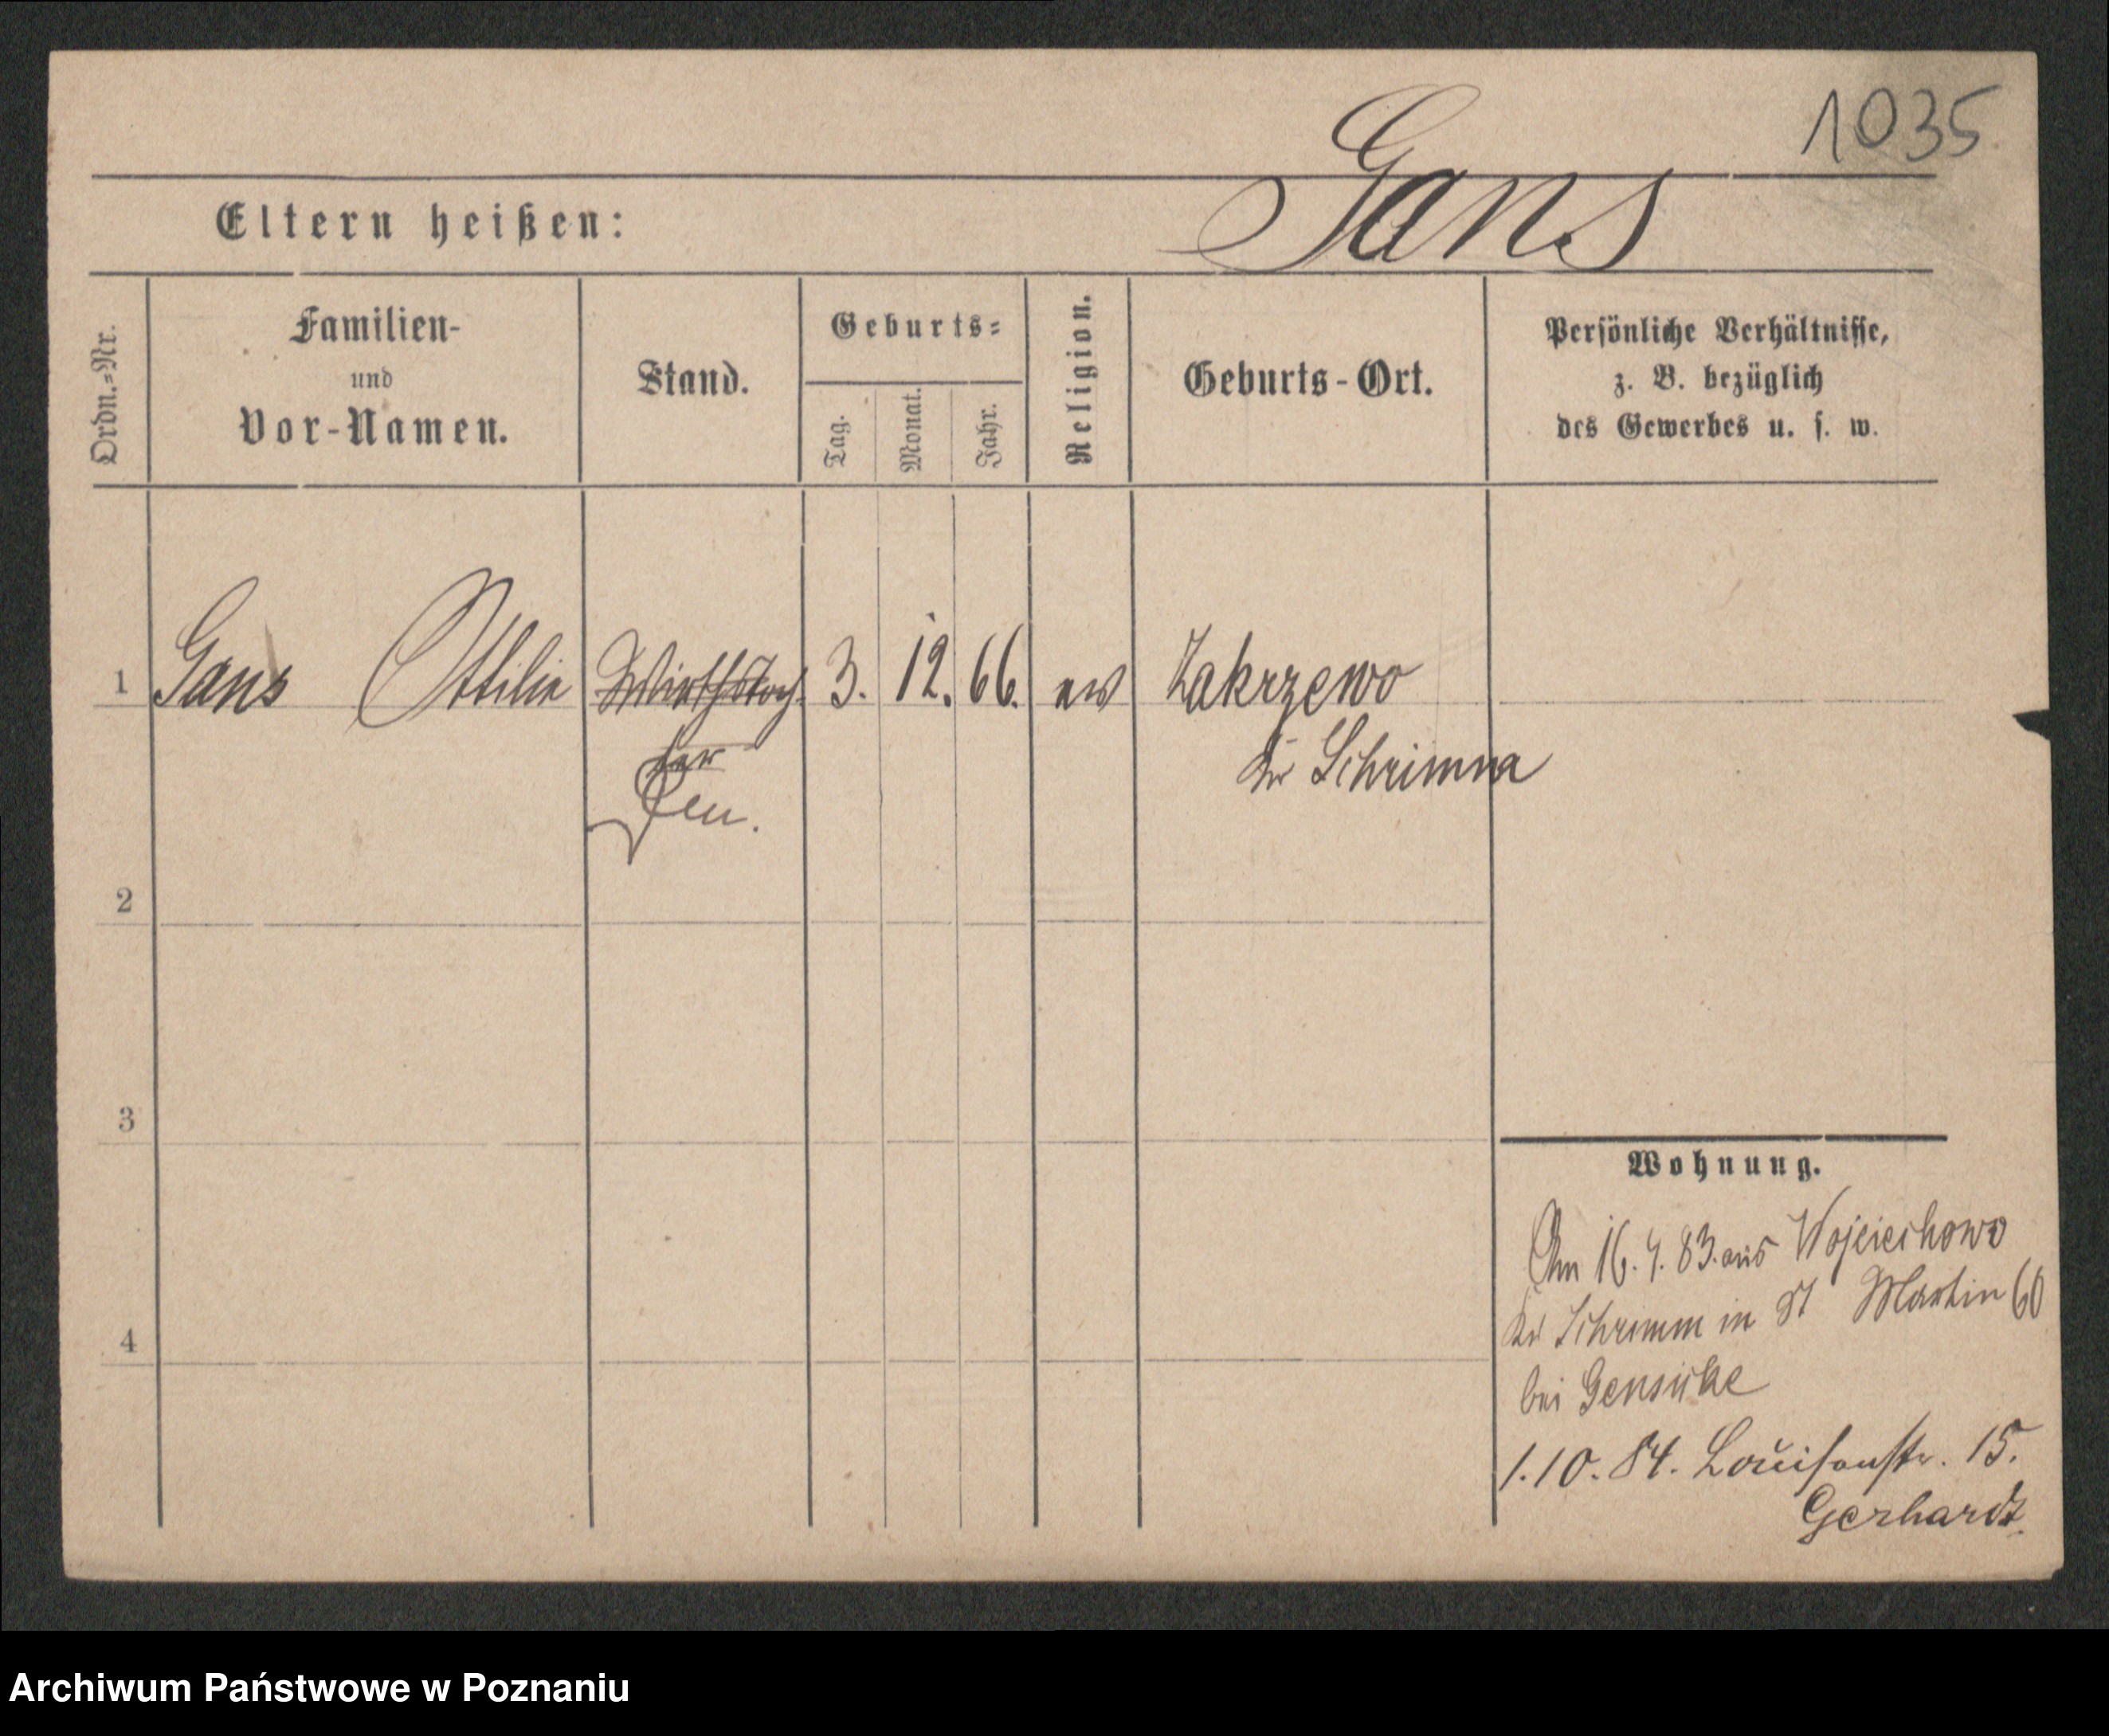 1035
Gans
Eltern heißen:
Ordn.=Nr.
Familien-
und
Vor-Namen.
Stand.
Geburts=
Tag.
Monat.
Jahr.
Religion.
Geburts-Ort.
Persönliche Verhältnisse,
z. B. bezüglich
des Gewerbes u. s. w.
1 Gans Ottilie Wirthstoch. 3. 12. 66. ev Zakrzewo
ter Kr Schrimm
2
3
4
Wohnung.
Am 16. 4. 83. aus Wojciechowo
Kr Schrimm in St Martin 60
bei Gensicke
1.10.84. Louisenstr. 15.
Gerhardt.
Archiwum Państwowe w Poznaniu